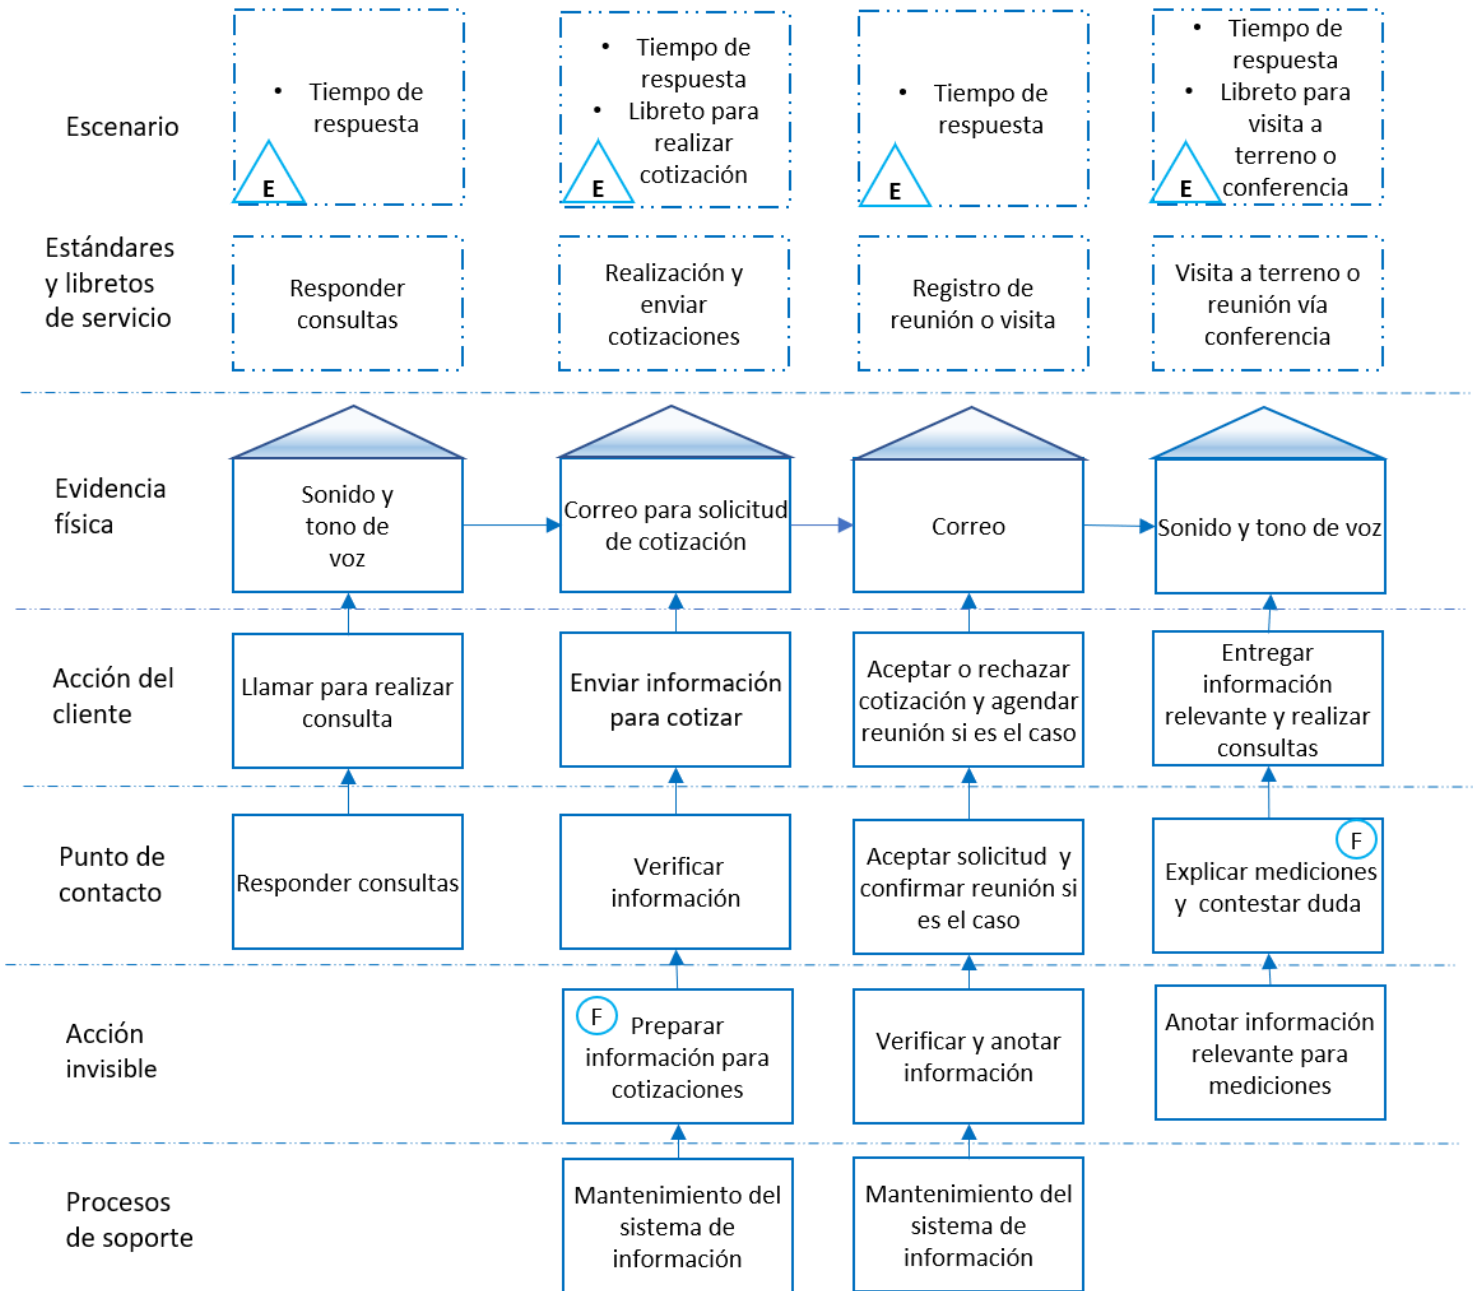 Escenario
• Tiempo de
respuesta
E
• Tiempo de
respuesta
• Libreto para
realizar
cotización
E
• Tiempo de
respuesta
E
• Tiempo de
respuesta
• Libreto para
visita a
terreno o
conferencia
E
Estándares
y libretos
de servicio
Responder
consultas
Realización y
enviar
cotizaciones
Registro de
reunión o visita
Visita a terreno o
reunión vía
conferencia
Evidencia
física
Sonido y
tono de
voz
Correo para solicitud
de cotización
Correo
Sonido y tono de voz
Acción del
cliente
Llamar para realizar
consulta
Enviar información
para cotizar
Aceptar o rechazar
cotización y agendar
reunión si es el caso
Entregar
información
relevante y realizar
consultas
Punto de
contacto
Responder consultas
Verificar
información
Aceptar solicitud y
confirmar reunión si
es el caso
F
Explicar mediciones
y contestar duda
Acción
invisible
F
Preparar
información para
cotizaciones
Verificar y anotar
información
Anotar información
relevante para
mediciones
Procesos
de soporte
Mantenimiento del
sistema de
información
Mantenimiento del
sistema de
información